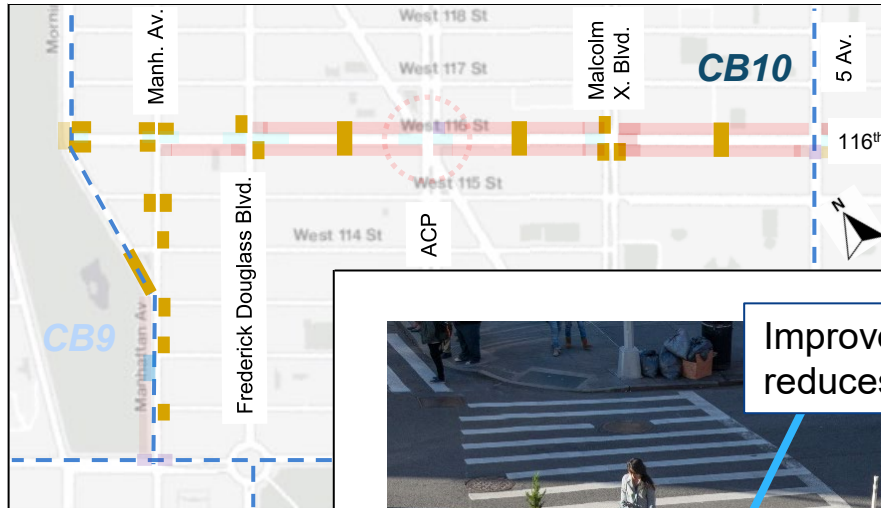 West 118 St
Mornin
Manh. Av.
Malcolm
X. Blvd.
CB10
5 Av.
West 117 St
West 116 St
116th
West 115 St
Frederick Douglass Blvd.
ACP
West 114 St
N
CB9
Manhattan Av
Improve
reduces